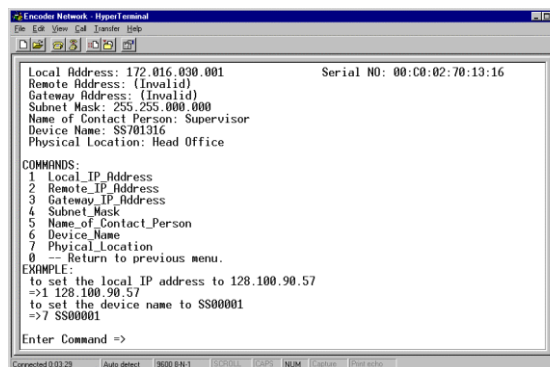 Encoder Network - HyperTerminal
File Edit View Call Transfer Help
Local Address: 172.016.030.001 Serial NO: 00:C0:02:70:13:16
Remote Address: (Invalid)
Gateway Address: (Invalid)
Subnet Mask: 255.255.000.000
Name of Contact Person: Supervisor
Device Name: SS701316
Physical Location: Head Office
COMMANDS:
1 Local_IP_Address
2 Remote_IP_Address
3 Gateway_IP_Address
4 Subnet_Mask
5 Name_of_Contact_Person
6 Device_Name
7 Phyical_Location
0 -- Return to previous menu.
EXAMPLE:
to set the local IP address to 128.100.90.57
=>1 128.100.90.57
to set the device name to SS00001
=>7 SS00001
Enter Command =>
Connected 0:03:29 Auto detect 9600 8-N-1 SCROLL CAPS NUM Capture Print echo